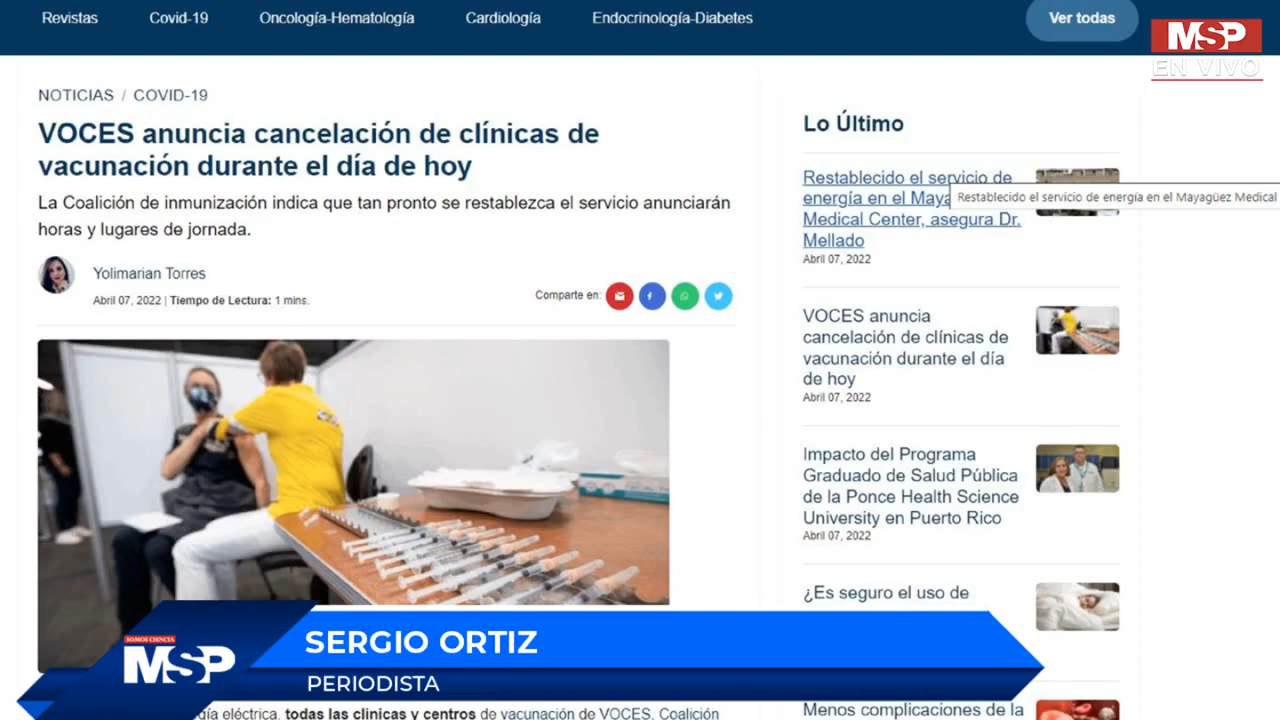 Revistas
Covid-19
Oncología-Hematología
Cardiología
Endocrinología-Diabetes
Ver todas
MSP
EN VIVO
NOTICIAS / COVID-19
VOCES anuncia cancelación de clínicas de
vacunación durante el día de hoy
La Coalición de inmunización indica que tan pronto se restablezca el servicio anunciarán
horas y lugares de jornada.
Yolimarian Torres
Abril 07, 2022 | Tiempo de Lectura: 1 mins.
Comparte en:
Lo Último
Restablecido el servicio de
energía en el Maya
Medical Center, asegura Dr.
Mellado
Abril 07, 2022
Restablecido el servicio de energía en el Mayagüez Medical
VOCES anuncia
cancelación de clínicas de
vacunación durante el día
de hoy
Abril 07, 2022
Impacto del Programa
Graduado de Salud Pública
de la Ponce Health Science
University en Puerto Rico
Abril 07, 2022
¿Es seguro el uso de
Menos complicaciones de la
SOMOS CIENCIA
MSP
SERGIO ORTIZ
PERIODISTA
gía eléctrica, todas las clínicas y centros de vacunación de VOCES, Coalición